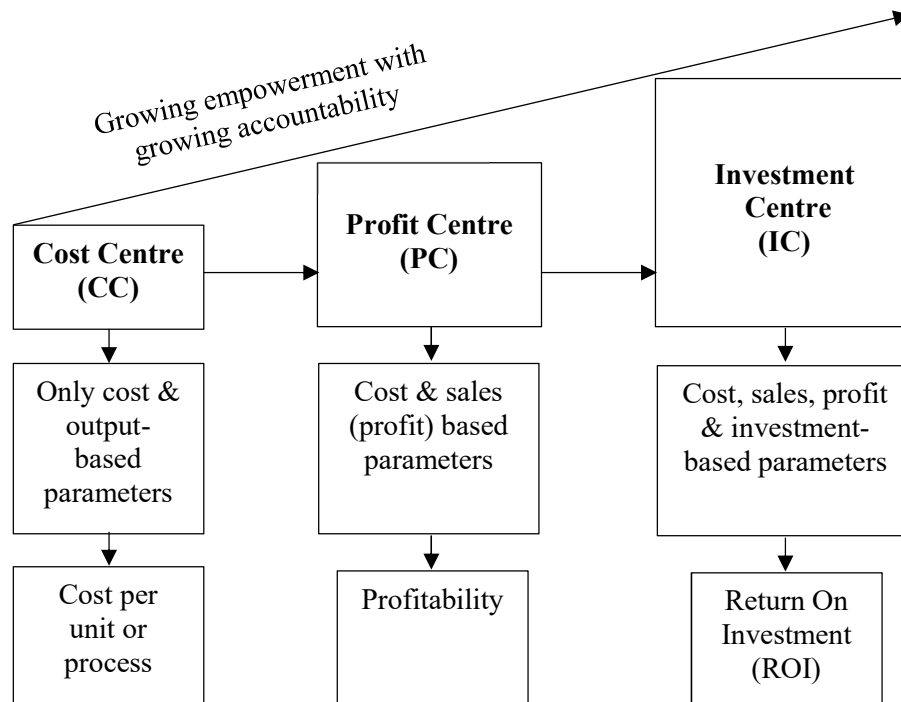 Growing empowerment with
growing accountability
Cost Centre
(CC)
Profit Centre
(PC)
Investment
Centre
(IC)
Only cost &
output-
based
parameters
Cost & sales
(profit) based
parameters
Cost, sales, profit
& investment-
based parameters
Cost per
unit or
process
Profitability
Return On
Investment
(ROI)